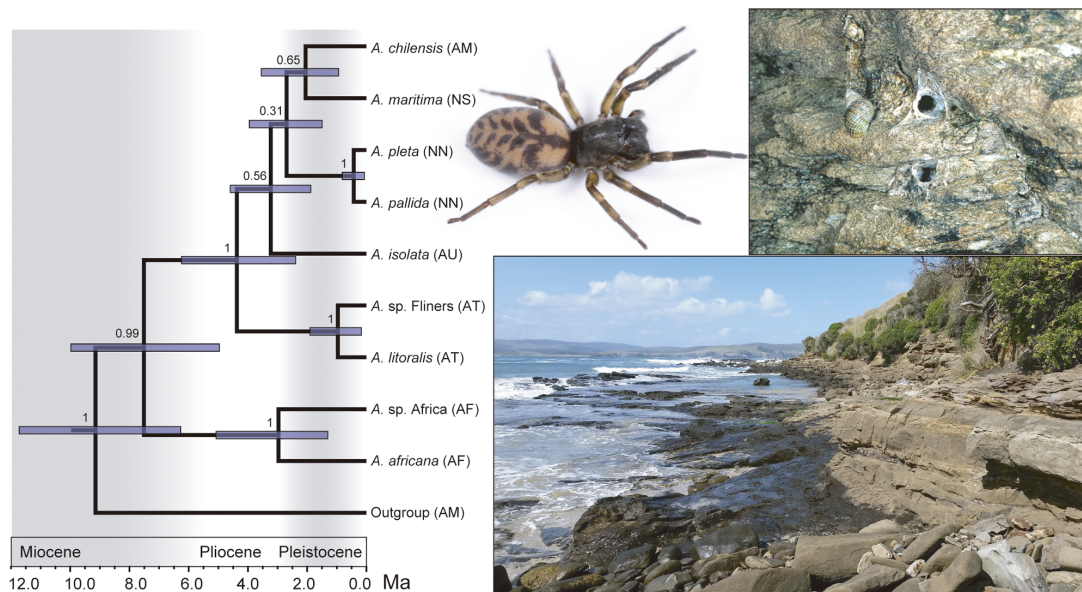 A. chilensis (AM)
0.65
A. maritima (NS)
0.31
A. pleta (NN)
1
A. pallida (NN)
0.56
A. isolata (AU)
1
A. sp. Fliners (AT)
1
A. litoralis (AT)
0.99
A. sp. Africa (AF)
1
A. africana (AF)
1
Outgroup (AM)
Miocene Pliocene Pleistocene
12.0 10.0 8.0 6.0 4.0 2.0 0.0 Ma